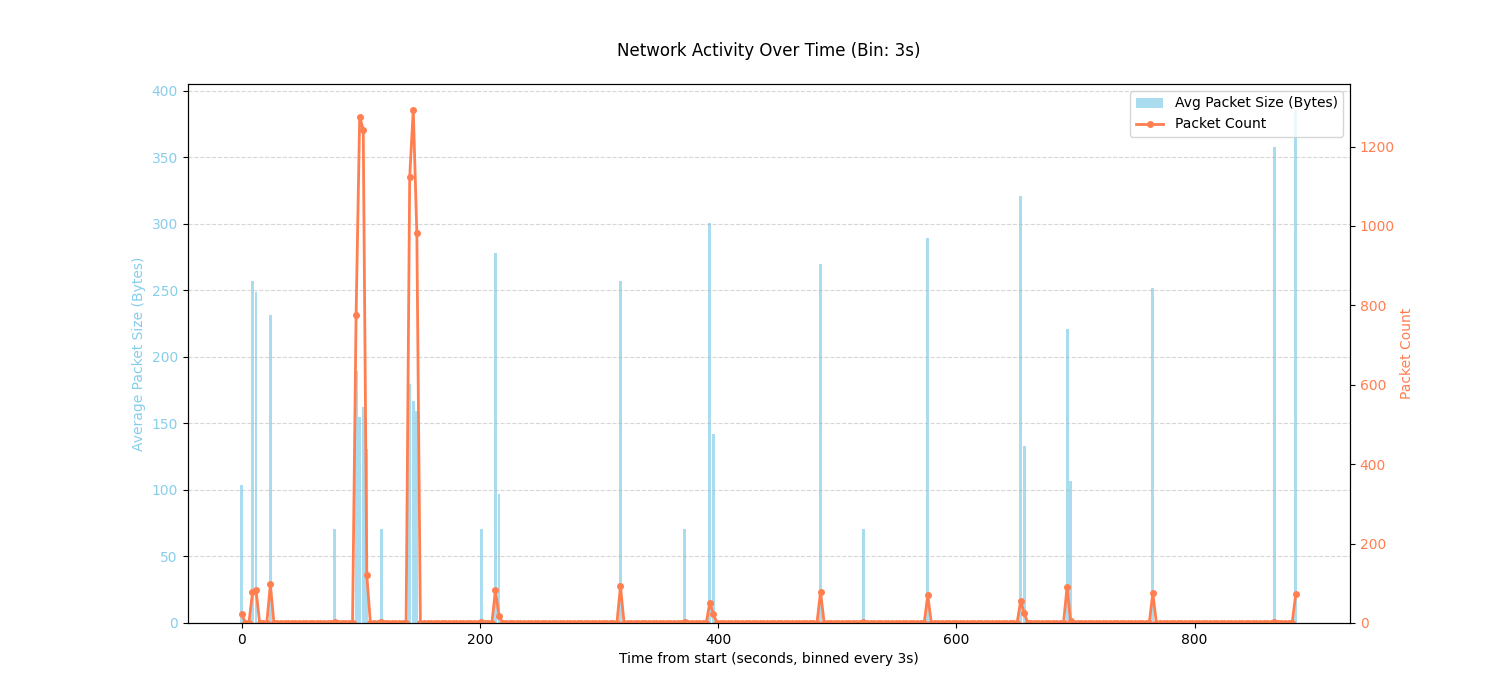 Network Activity Over Time (Bin: 3s)
Avg Packet Size (Bytes)
Packet Count
400
350
300
250
200
150
100
50
0
Average Packet Size (Bytes)
1200
1000
800
600
400
200
0
Packet Count
0 200 400 600 800
Time from start (seconds, binned every 3s)